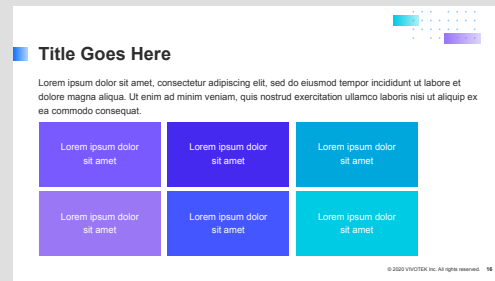 Title Goes Here
Lorem ipsum dolor sit amet, consectetur adipiscing elit, sed do eiusmod tempor incididunt ut labore et
dolore magna aliqua. Ut enim ad minim veniam, quis nostrud exercitation ullamco laboris nisi ut aliquip ex
ea commodo consequat.
Lorem ipsum dolor
sit amet
Lorem ipsum dolor
sit amet
Lorem ipsum dolor
sit amet
Lorem ipsum dolor
sit amet
Lorem ipsum dolor
sit amet
Lorem ipsum dolor
sit amet
© 2020 VIVOTEK Inc. All rights reserved. 16